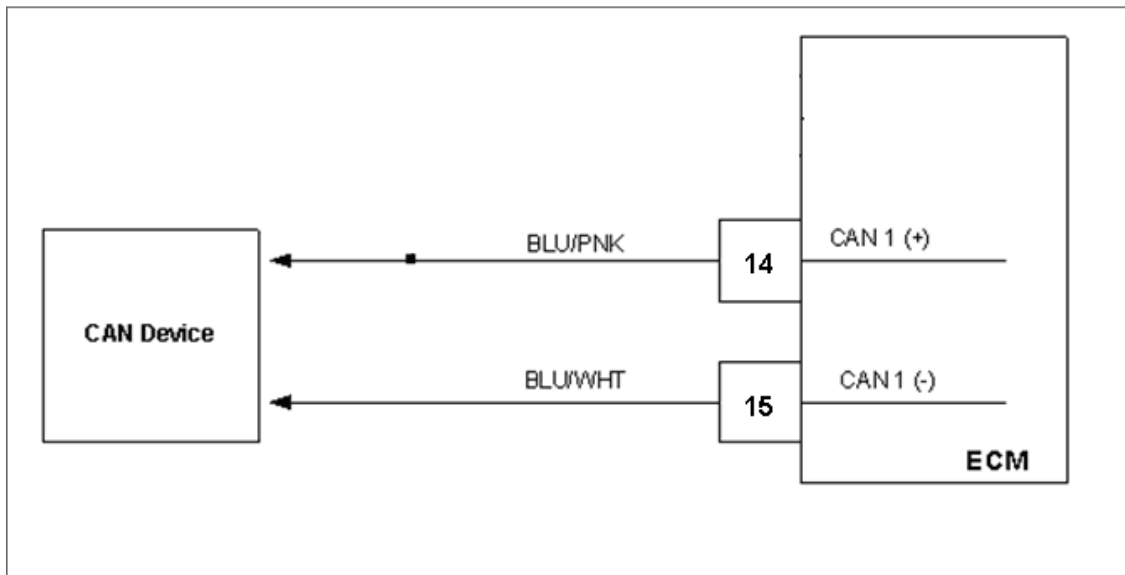 BLU/PNK
14
CAN 1 (+)
CAN Device
BLU/WHT
15
CAN 1 (-)
ECM